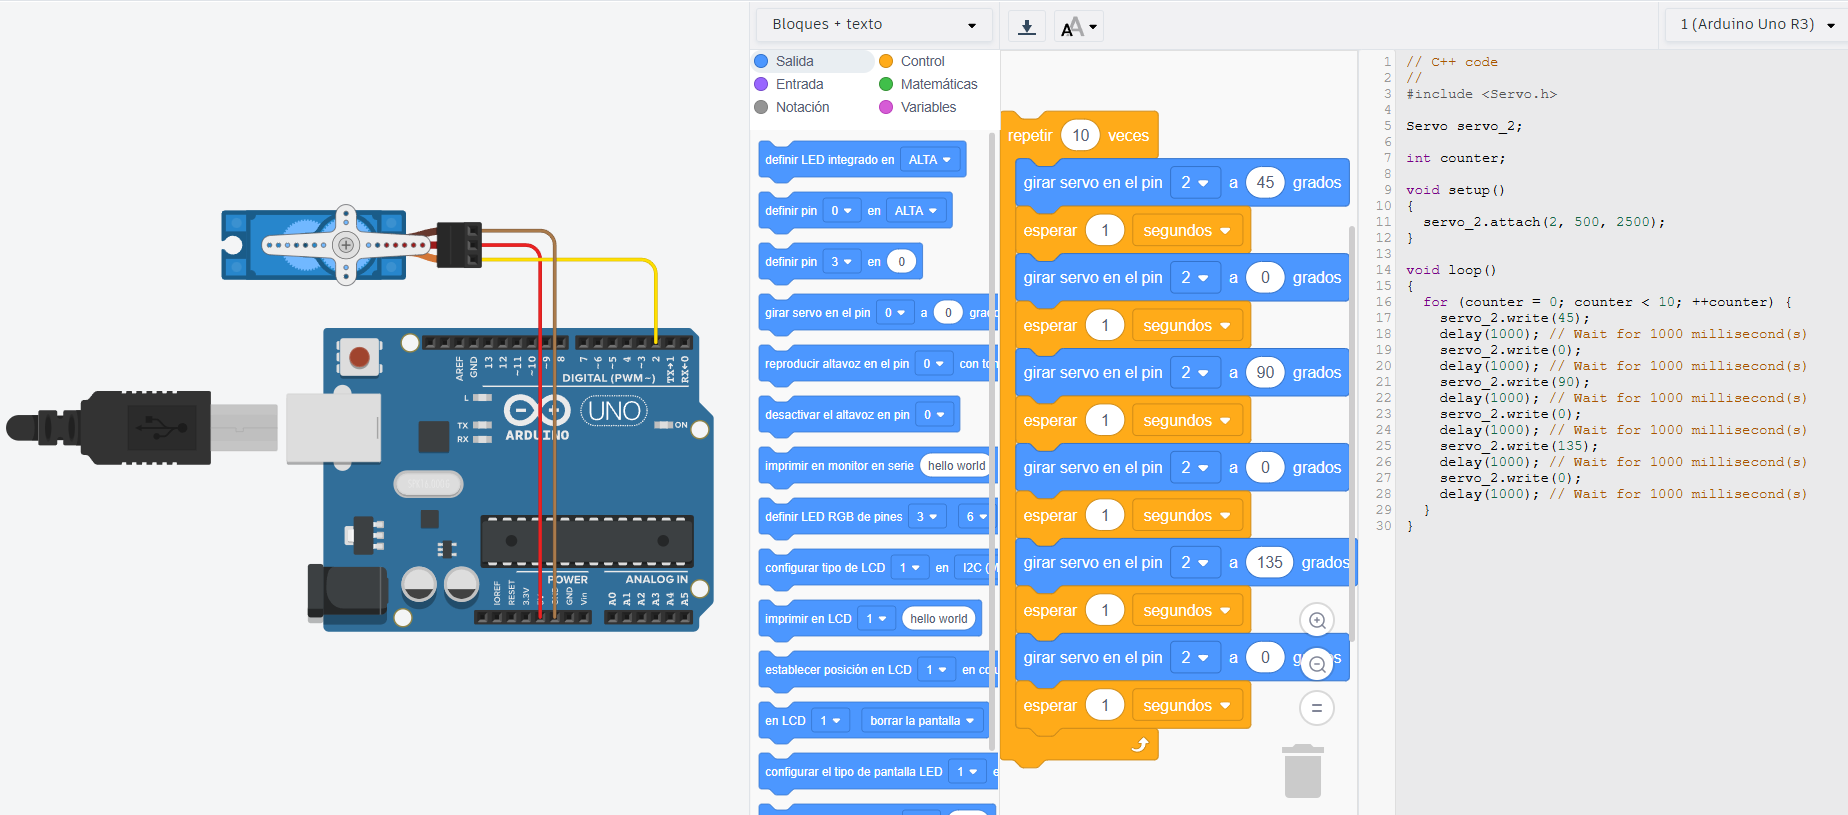 Bloques + texto
1 (Arduino Uno R3)
Salida
Control
Entrada
Matemáticas
Notación
Variables
definir LED integrado en ALTA
definir pin 0 en ALTA
definir pin 3 en 0
girar servo en el pin 0 a 0
reproducir altavoz en el pin 0 con
desactivar el altavoz en pin 0
imprimir en monitor en serie hello world
definir LED RGB de pines 3 6
configurar tipo de LCD 1 en I2C
imprimir en LCD 1 hello world
establecer posición en LCD 1 en
en LCD 1 borrar la pantalla
configurar el tipo de pantalla LED 1
repetir 10 veces
girar servo en el pin 2 a 45 grados
esperar 1 segundos
girar servo en el pin 2 a 0 grados
esperar 1 segundos
girar servo en el pin 2 a 90 grados
esperar 1 segundos
girar servo en el pin 2 a 0 grados
esperar 1 segundos
girar servo en el pin 2 a 135 grados
esperar 1 segundos
girar servo en el pin 2 a 0
esperar 1 segundos
1 // C++ code
2 //
3 #include <Servo.h>
4
5 Servo servo_2;
6
7 int counter;
8
9 void setup()
10 {
11 servo_2.attach(2, 500, 2500);
12 }
13
14 void loop()
15 {
16 for (counter = 0; counter < 10; ++counter) {
17 servo_2.write(45);
18 delay(1000); // Wait for 1000 millisecond(s)
19 servo_2.write(0);
20 delay(1000); // Wait for 1000 millisecond(s)
21 servo_2.write(90);
22 delay(1000); // Wait for 1000 millisecond(s)
23 servo_2.write(0);
24 delay(1000); // Wait for 1000 millisecond(s)
25 servo_2.write(135);
26 delay(1000); // Wait for 1000 millisecond(s)
27 servo_2.write(0);
28 delay(1000); // Wait for 1000 millisecond(s)
29 }
30 }
AREF
GND
13
12
~11
~10
~9
8
7
~6
~5
4
~3
2
TX→1
RX←0
DIGITAL (PWM~)
L
TX
RX
ARDUINO
UNO
ON
POWER
ANALOG IN
IOREF
RESET
3.3V
GND
Vin
A0
A1
A2
A3
A4
A5